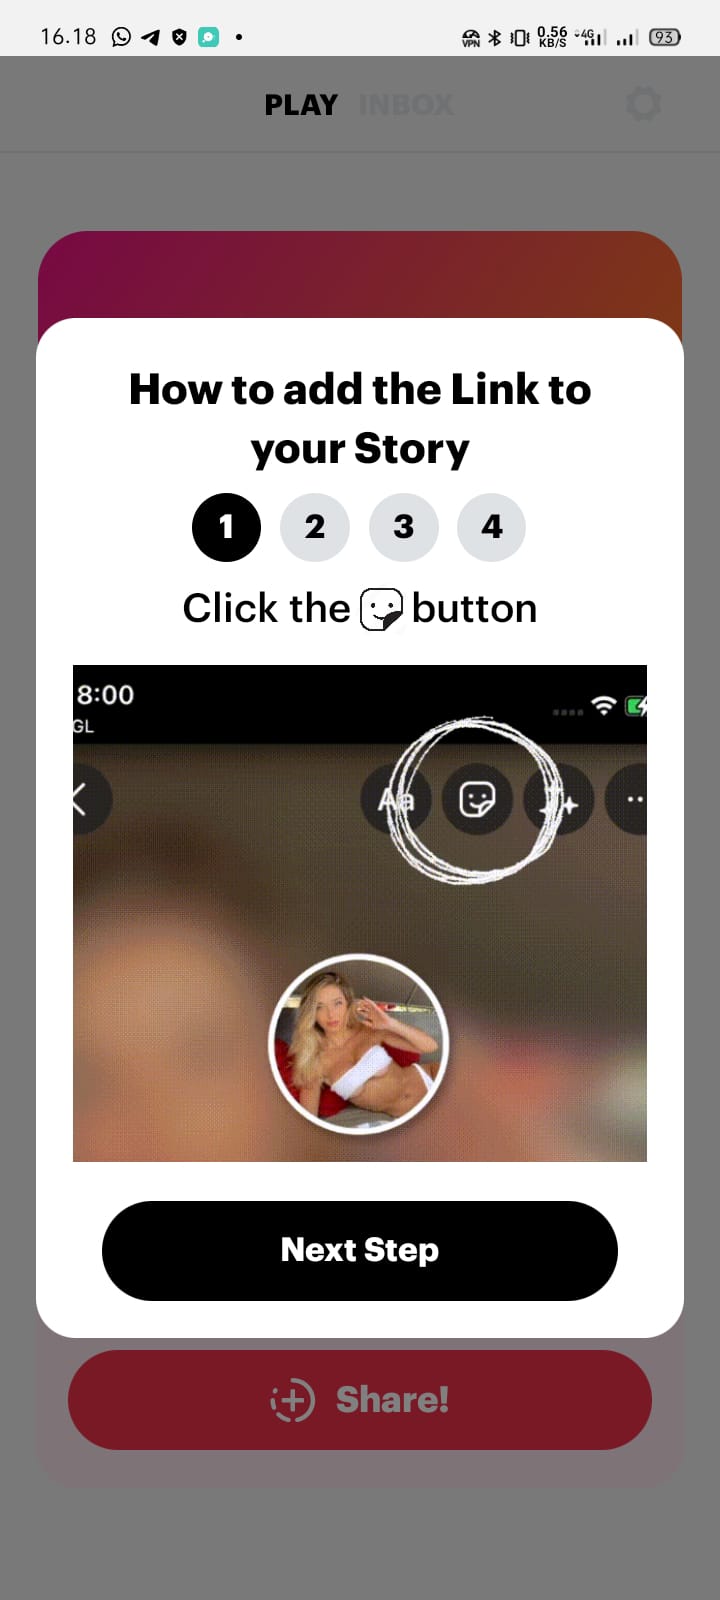 16.18
VPN 0.56 KB/S 4G 93
PLAY INBOX
How to add the Link to
your Story
1 2 3 4
Click the button
8:00
GL
Aa
Next Step
Share!